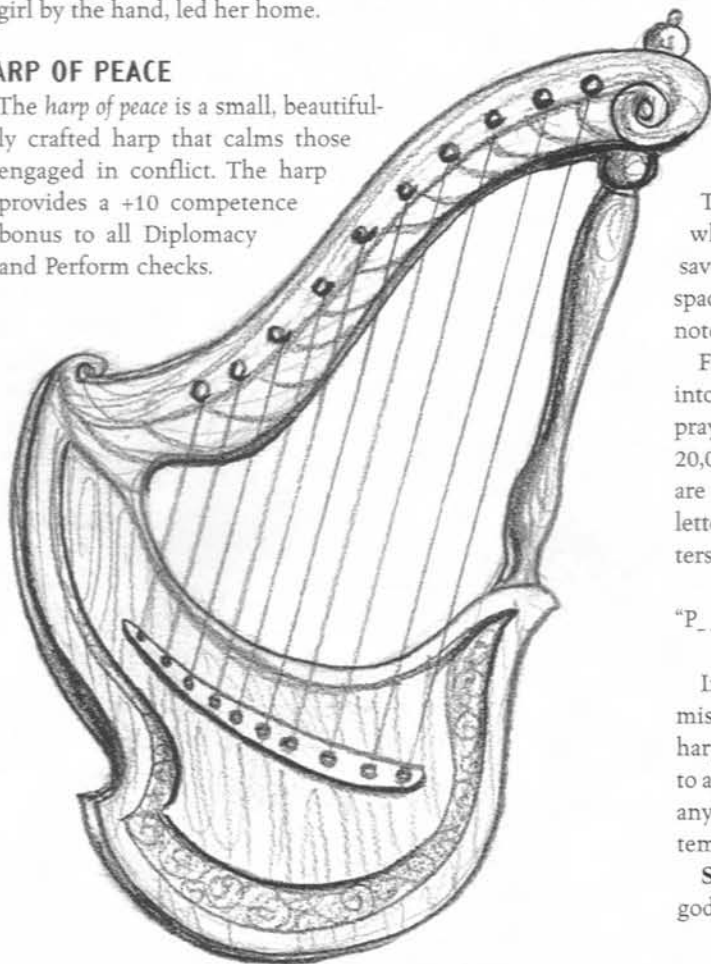 girl by the hand, led her home.
ARP OF PEACE
The harp of peace is a small, beautiful-
ly crafted harp that calms those
engaged in conflict. The harp
provides a +10 competence
bonus to all Diplomacy
and Perform checks.
T
wh
sav
spac
note
F
into
pray
20,0
are
lette
ters
“P_
I
mis
har
to a
any
tem
S
god